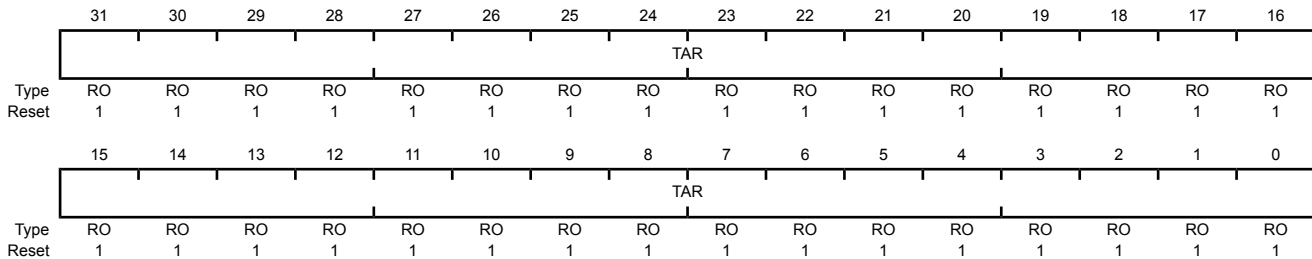 31 30 29 28 27 26 25 24 23 22 21 20 19 18 17 16
TAR
Type RO RO RO RO RO RO RO RO RO RO RO RO RO RO RO RO
Reset 1 1 1 1 1 1 1 1 1 1 1 1 1 1 1 1
15 14 13 12 11 10 9 8 7 6 5 4 3 2 1 0
TAR
Type RO RO RO RO RO RO RO RO RO RO RO RO RO RO RO RO
Reset 1 1 1 1 1 1 1 1 1 1 1 1 1 1 1 1